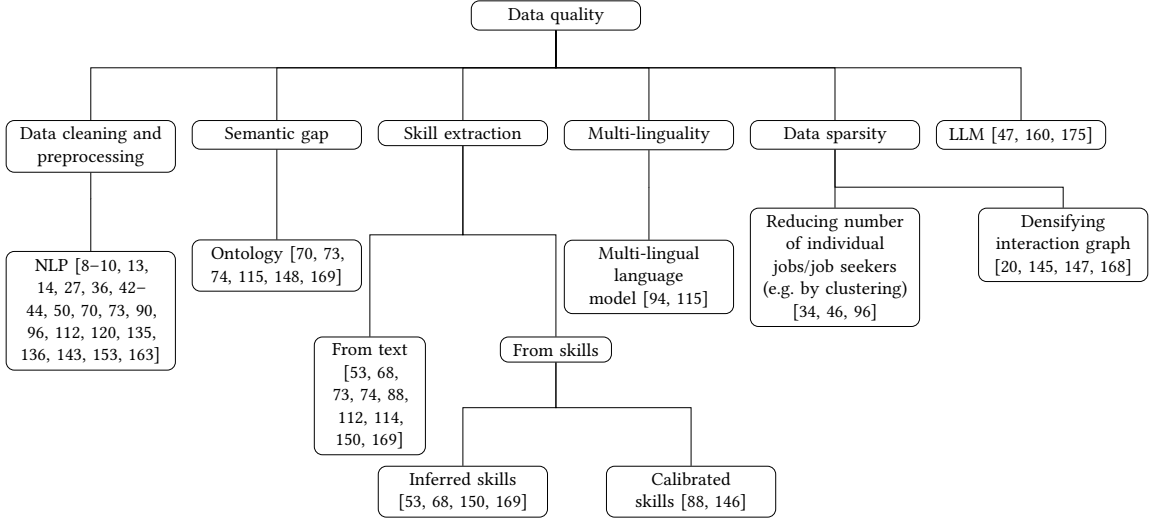 Data quality
Data cleaning and
preprocessing
Semantic gap
Skill extraction
Multi-linguality
Data sparsity
LLM [47, 160, 175]
NLP [8–10, 13,
14, 27, 36, 42–
44, 50, 70, 73, 90,
96, 112, 120, 135,
136, 143, 153, 163]
Ontology [70, 73,
74, 115, 148, 169]
Multi-lingual
language
model [94, 115]
Reducing number
of individual
jobs/job seekers
(e.g. by clustering)
[34, 46, 96]
Densifying
interaction graph
[20, 145, 147, 168]
From text
[53, 68,
73, 74, 88,
112, 114,
150, 169]
From skills
Inferred skills
[53, 68, 150, 169]
Calibrated
skills [88, 146]